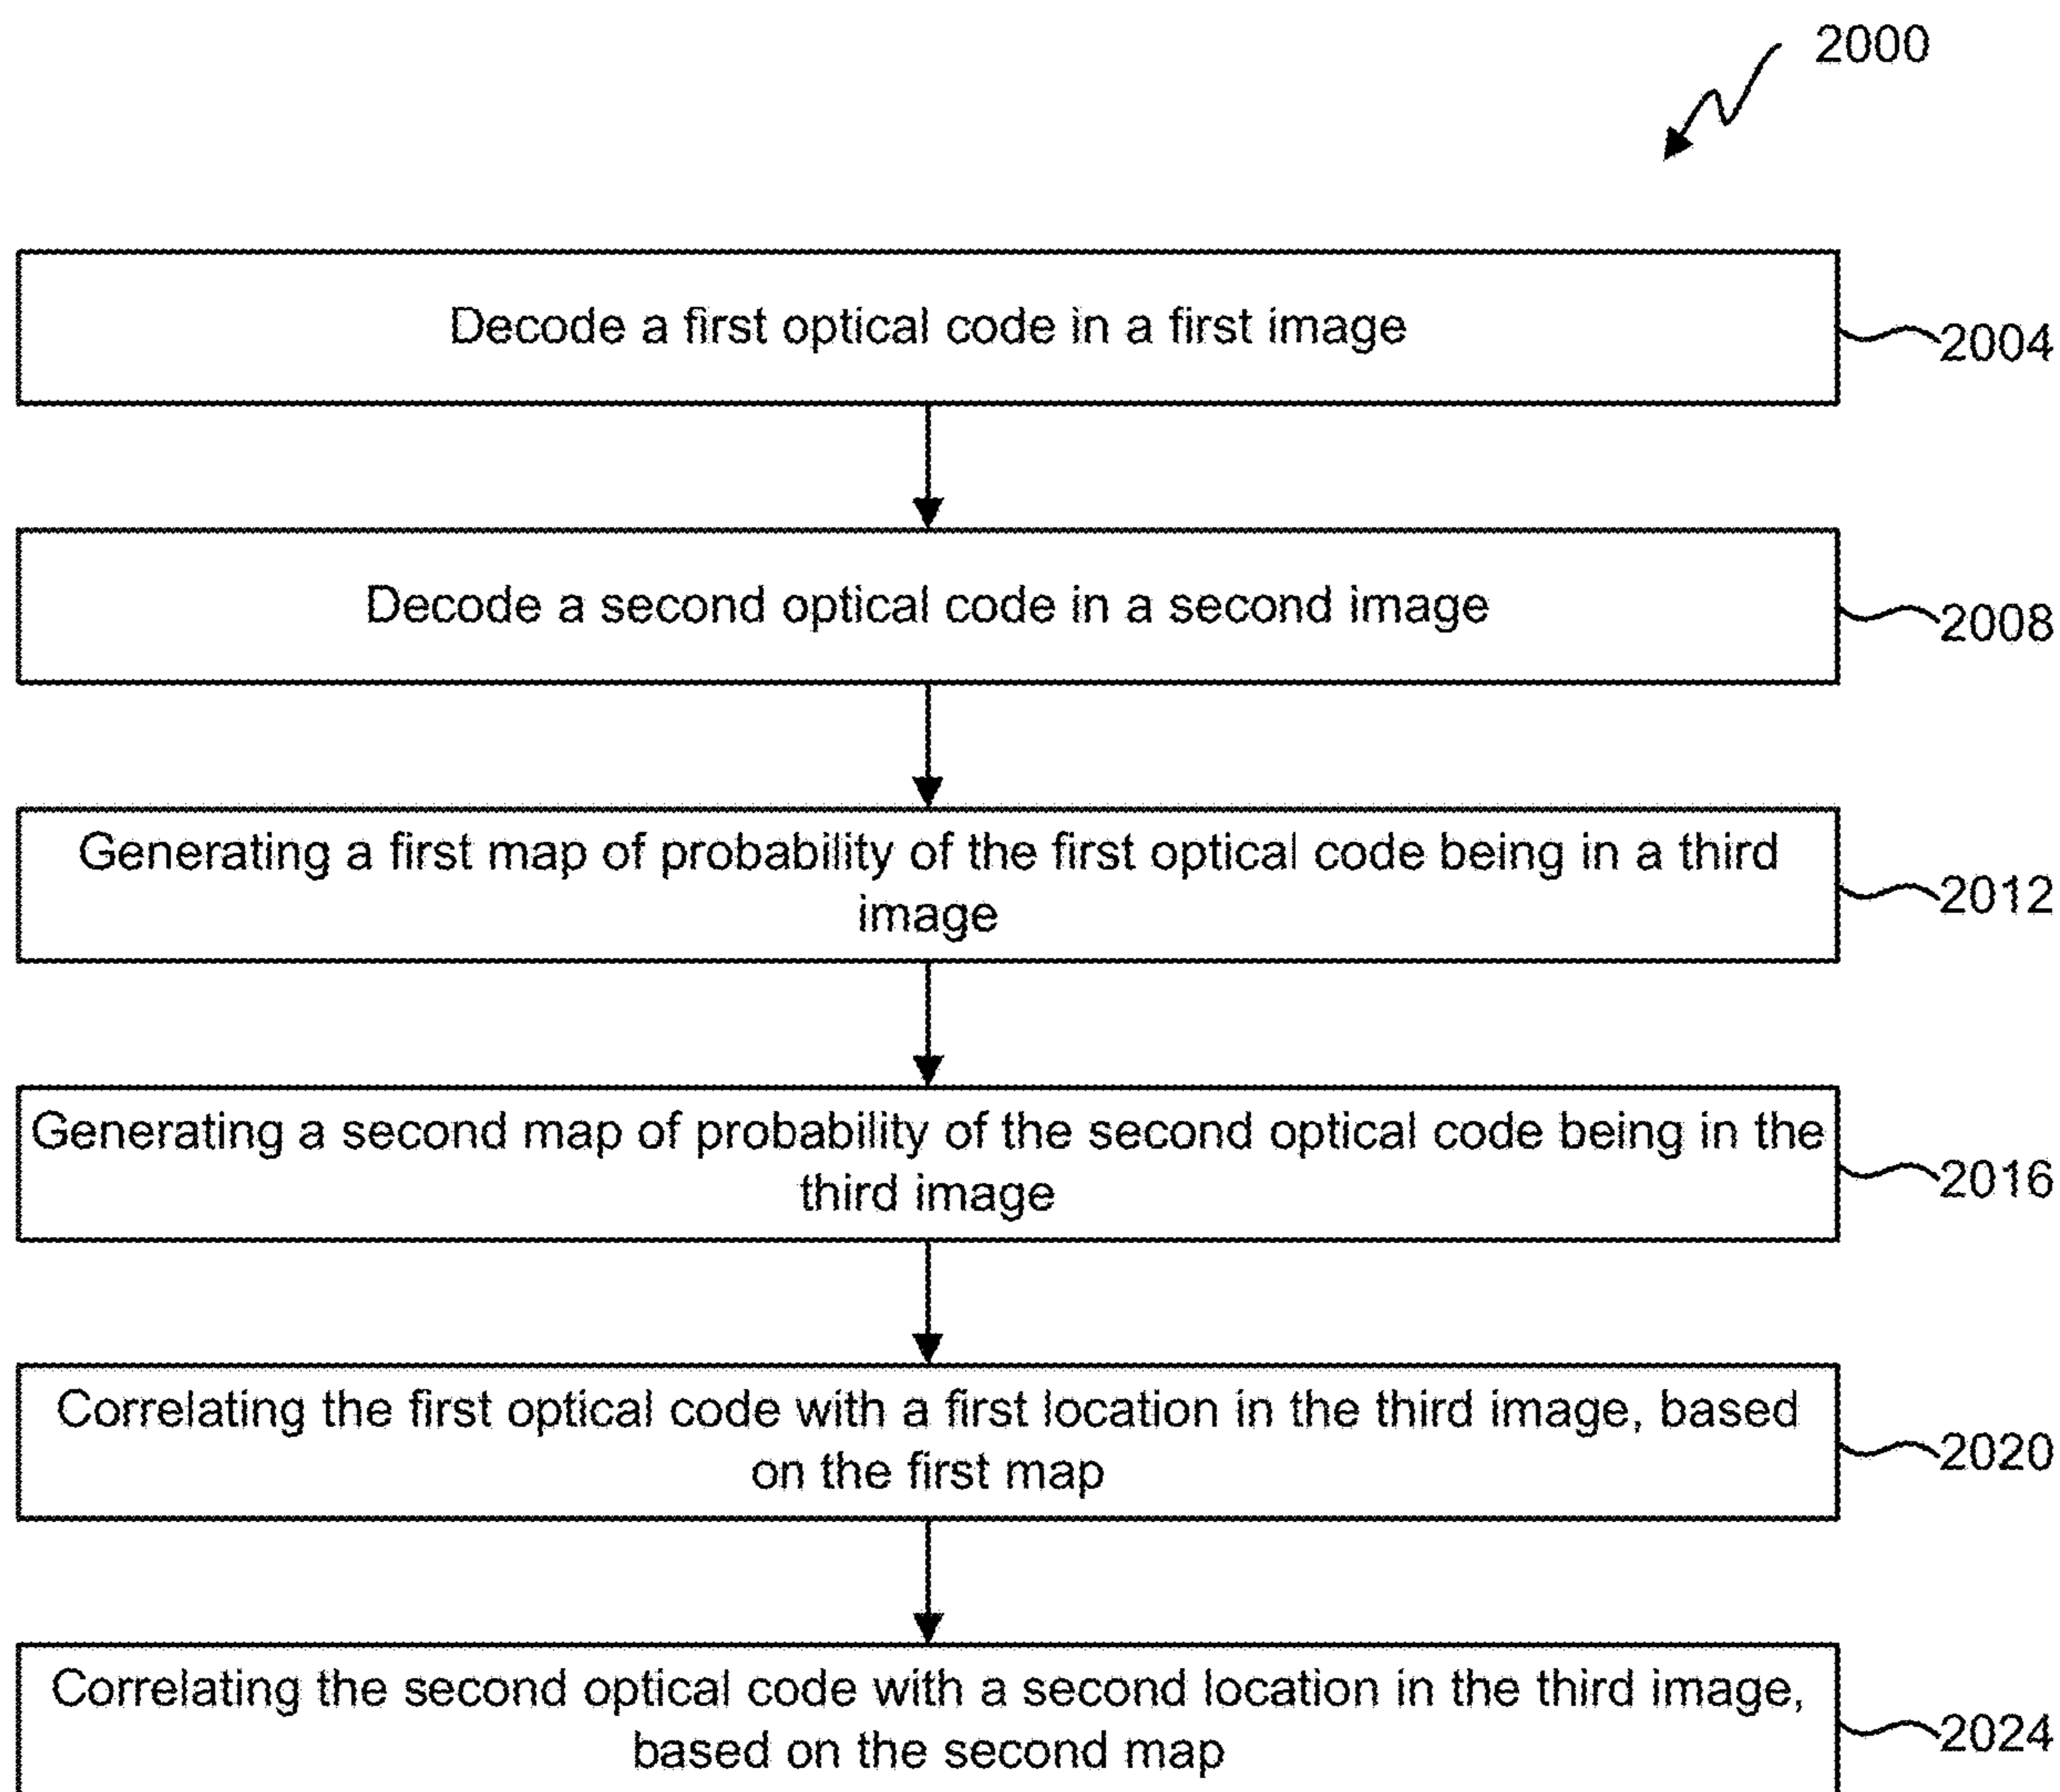 2000
Decode a first optical code in a first image
2004
Decode a second optical code in a second image
2008
Generating a first map of probability of the first optical code being in a third
image
2012
Generating a second map of probability of the second optical code being in the
third image
2016
Correlating the first optical code with a first location in the third image, based
on the first map
2020
Correlating the second optical code with a second location in the third image,
based on the second map
2024